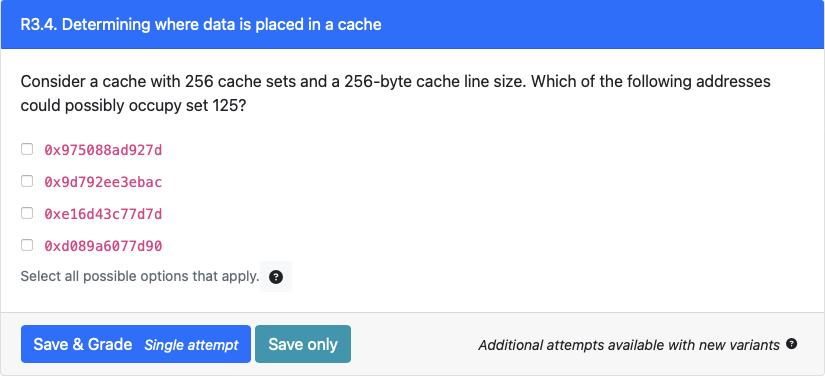 R3.4. Determining where data is placed in a cache
Consider a cache with 256 cache sets and a 256-byte cache line size. Which of the following addresses
could possibly occupy set 125?
0x975088ad927d
0x9d792ee3ebac
0xe16d43c77d7d
0xd089a6077d90
Select all possible options that apply. ?
Save & Grade Single attempt Save only Additional attempts available with new variants ?